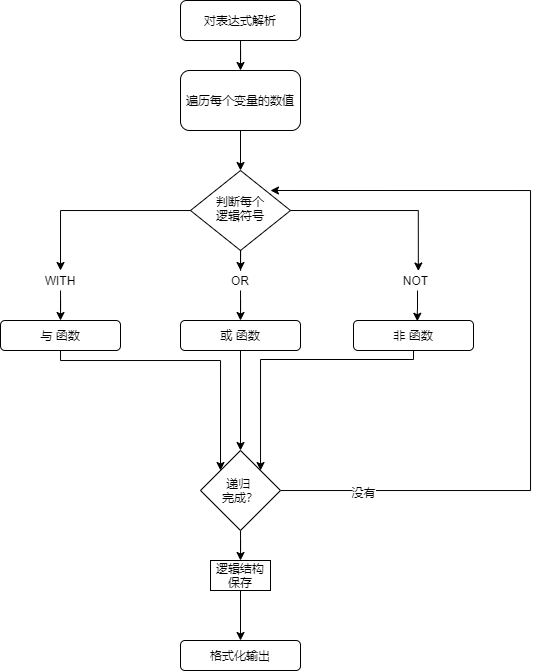 对表达式解析
遍历每个变量的数值
判断每个
逻辑符号
WITH
OR
NOT
与 函数
或 函数
非 函数
递归
完成?
没有
逻辑结构
保存
格式化输出